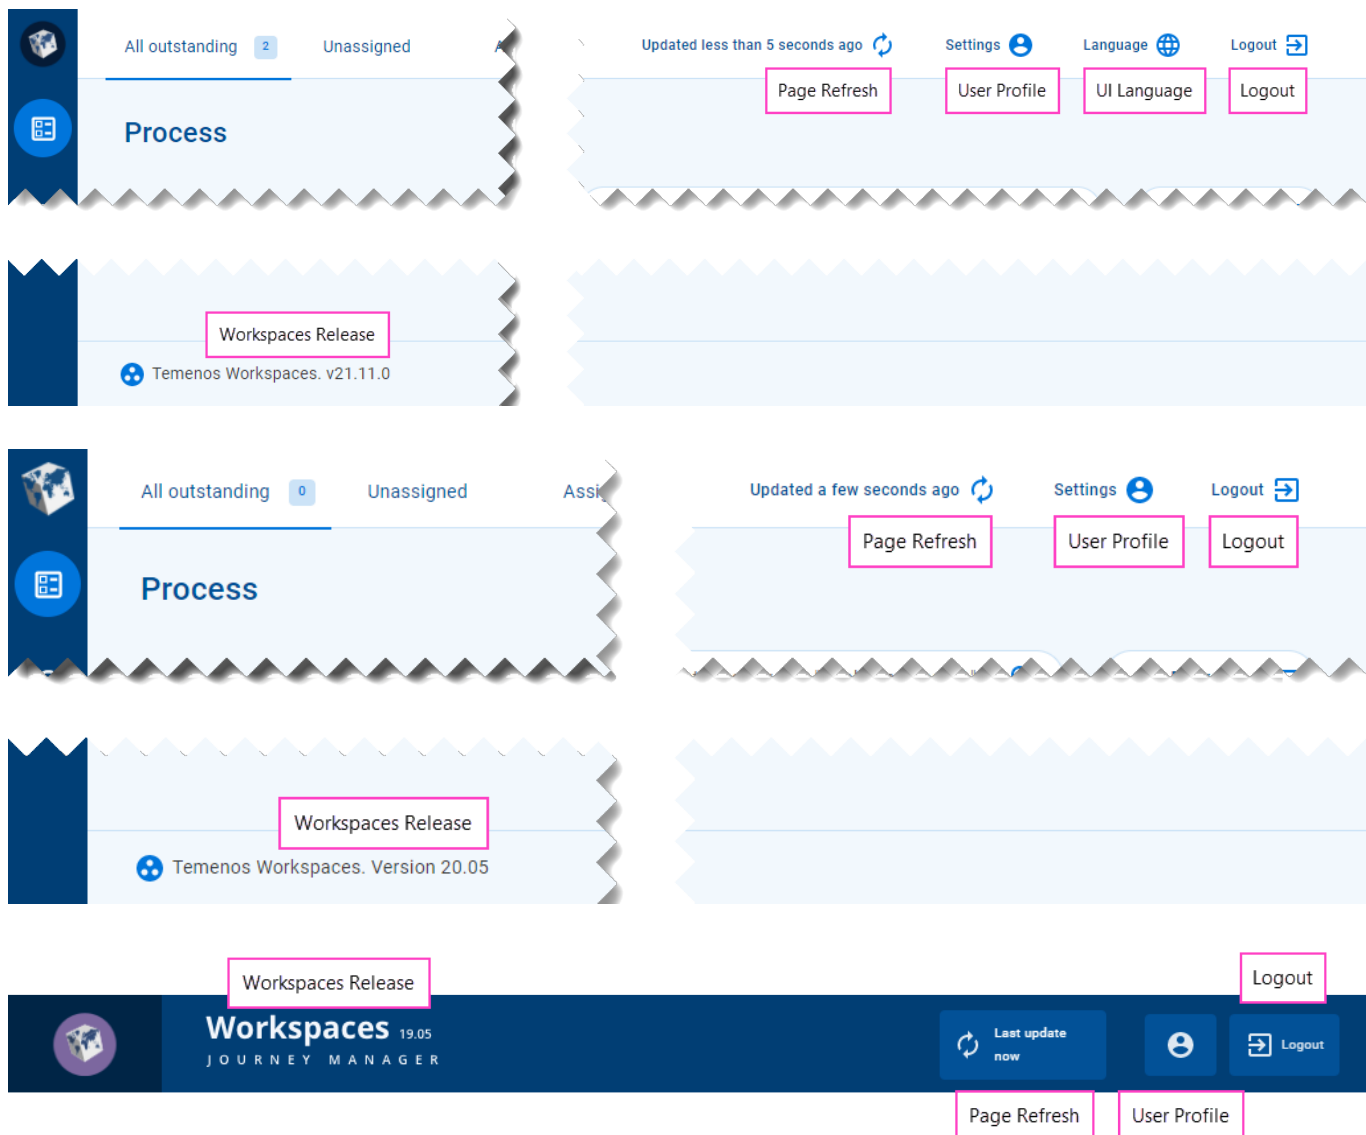 All outstanding 2 Unassigned
Updated less than 5 seconds ago Settings Language Logout
Page Refresh User Profile UI Language Logout
Process
Workspaces Release
Temenos Workspaces. v21.11.0
All outstanding 0 Unassigned Assi
Updated a few seconds ago Settings Logout
Page Refresh User Profile Logout
Process
Workspaces Release
Temenos Workspaces. Version 20.05
Workspaces Release
Logout
Workspaces 19.05
JOURNEY MANAGER
Last update
now
Logout
Page Refresh User Profile